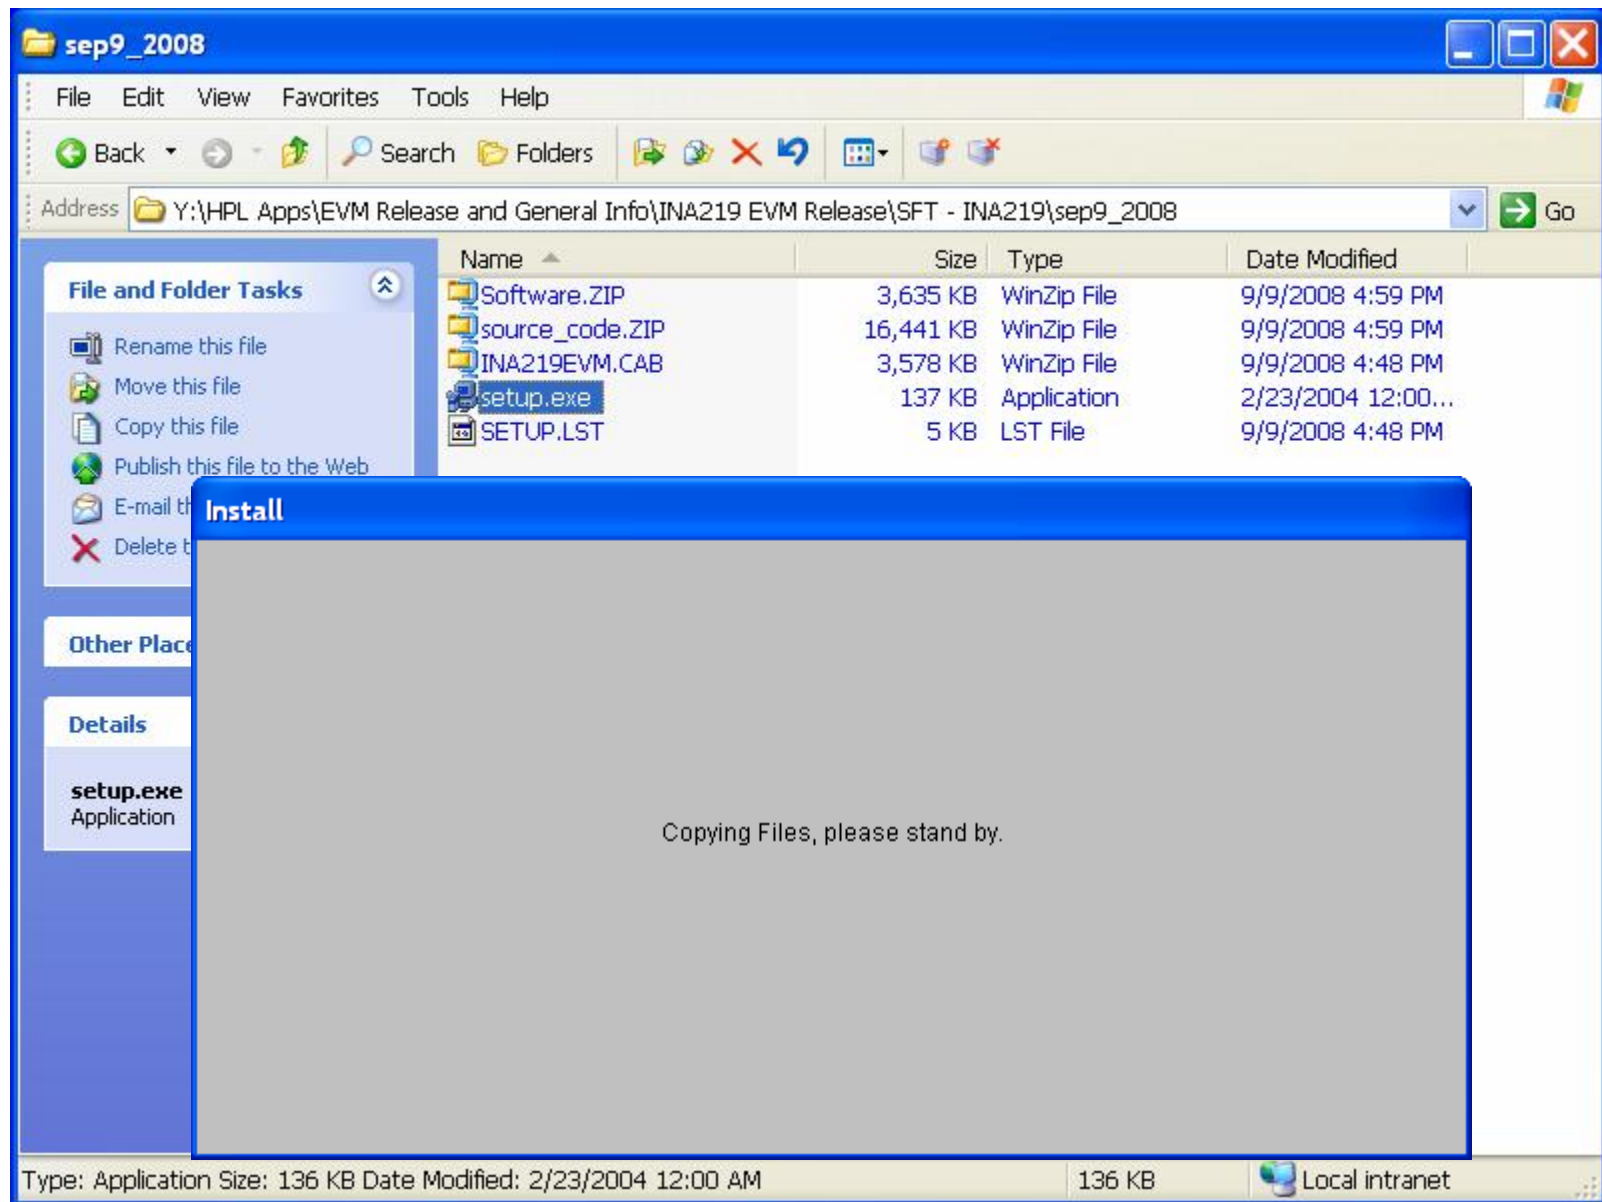 sep9_2008
File Edit View Favorites Tools Help
Back Search Folders
Address Y:\HPL Apps\EVM Release and General Info\INA219 EVM Release\SFT - INA219\sep9_2008 Go
File and Folder Tasks
Rename this file
Move this file
Copy this file
Publish this file to the Web
E-mail th
Delete t
Other Place
Details
setup.exe
Application
Name Size Type Date Modified
Software.ZIP 3,635 KB WinZip File 9/9/2008 4:59 PM
source_code.ZIP 16,441 KB WinZip File 9/9/2008 4:59 PM
INA219EVM.CAB 3,578 KB WinZip File 9/9/2008 4:48 PM
setup.exe 137 KB Application 2/23/2004 12:00...
SETUP.LST 5 KB LST File 9/9/2008 4:48 PM
Install
Copying Files, please stand by.
Type: Application Size: 136 KB Date Modified: 2/23/2004 12:00 AM 136 KB Local intranet